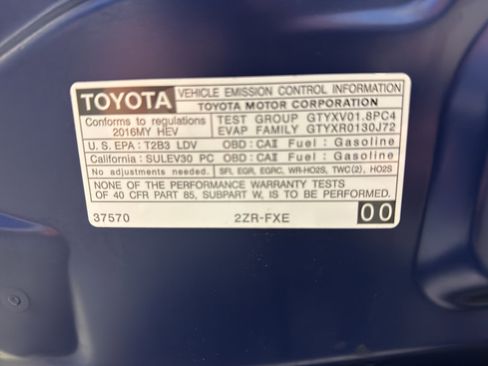 TOYOTA VEHICLE EMISSION CONTROL INFORMATION
TOYOTA MOTOR CORPORATION
Conforms to regulations TEST GROUP GTYXV01.8PC4
2016MY HEV EVAP FAMILY GTYXR0130J72
U.S. EPA : T2B3 LDV OBD : CAII Fuel : Gasoline
California : SULEV30 PC OBD : CAII Fuel : Gasoline
No adjustments needed. SFI, EGR, EGRC, WR-HO2S, TWC(2), HO2S
NONE OF THE PERFORMANCE WARRANTY TESTS
OF 40 CFR PART 85, SUBPART W, IS TO BE PERFORMED.
37570 2ZR-FXE 00